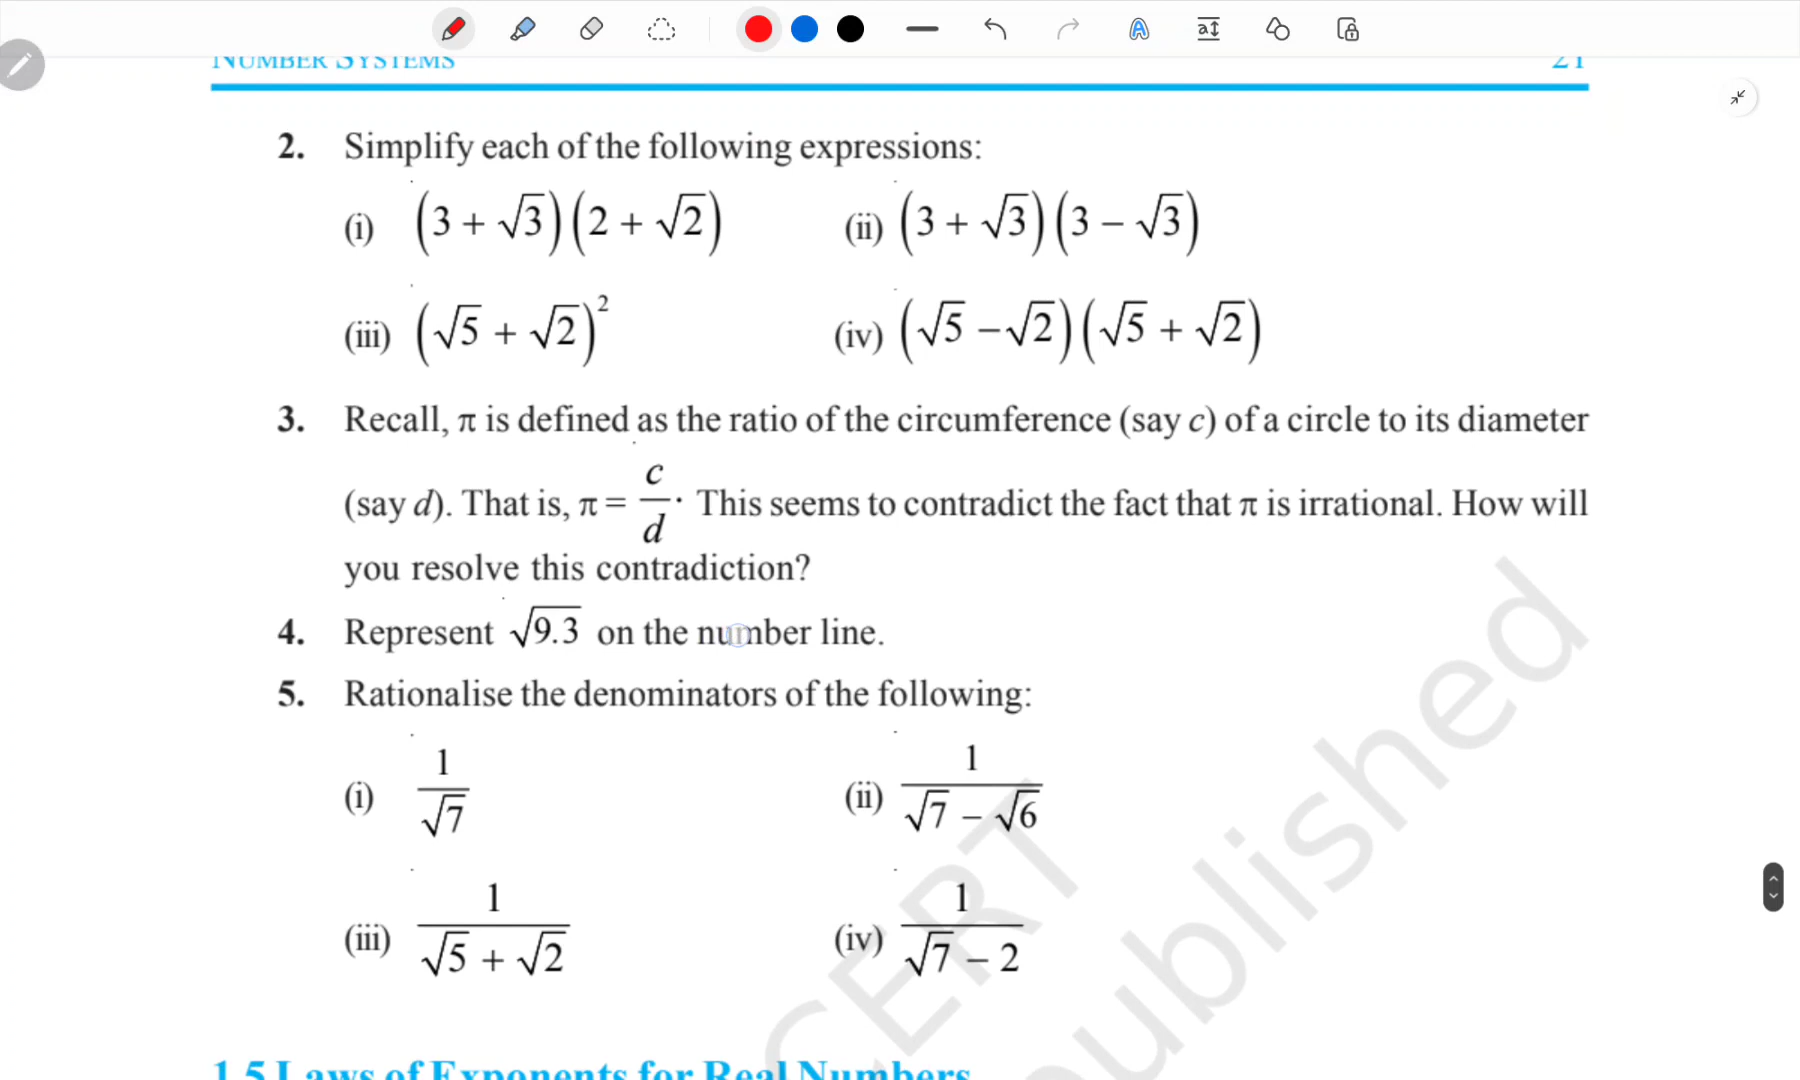 NUMBER SYSTEMS 21
2. Simplify each of the following expressions:
(i) (3 + √3)(2 + √2) (ii) (3 + √3)(3 − √3)
(iii) (√5 + √2)² (iv) (√5 − √2)(√5 + √2)
3. Recall, π is defined as the ratio of the circumference (say c) of a circle to its diameter
(say d). That is, π = c/d. This seems to contradict the fact that π is irrational. How will
you resolve this contradiction?
4. Represent √9.3 on the number line.
5. Rationalise the denominators of the following:
(i) 1/√7 (ii) 1/(√7 − √6)
(iii) 1/(√5 + √2) (iv) 1/(√7 − 2)
1.5 Laws of Exponents for Real Numbers